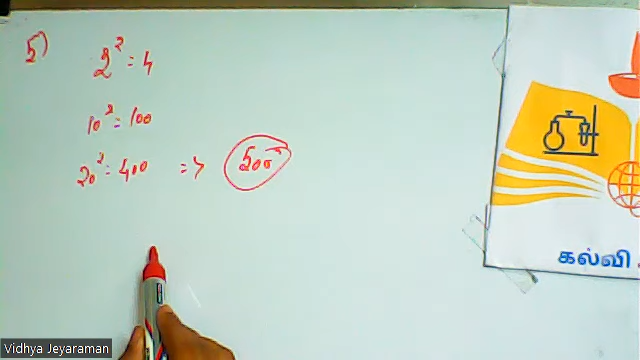 5)
2² = 4
10² = 100
20² = 400 => 500
கல்வி
Vidhya Jeyaraman